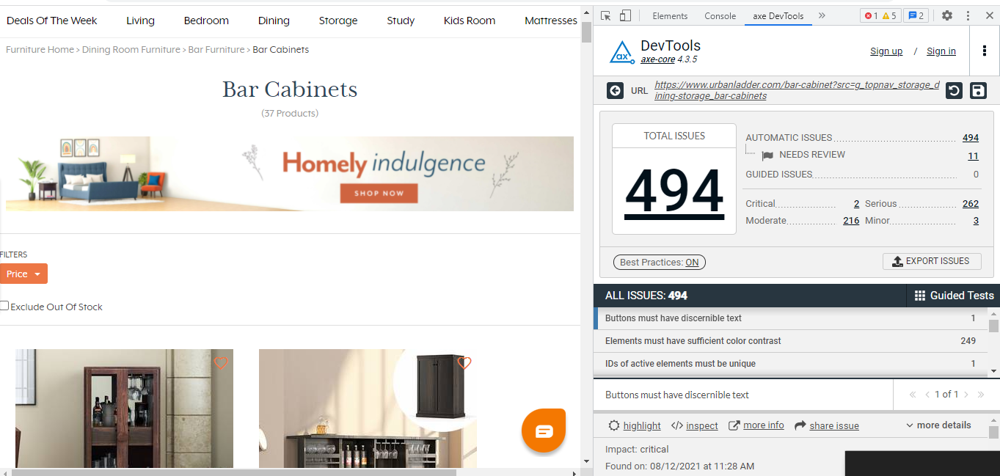 Deals Of The Week Living Bedroom Dining Storage Study Kids Room Mattresses
Furniture Home > Dining Room Furniture > Bar Furniture > Bar Cabinets
Bar Cabinets
(37 Products)
Homely indulgence
SHOP NOW
FILTERS
Price
Exclude Out Of Stock
Elements Console axe DevTools » 1 5 2
ax
DevTools
axe-core 4.3.5
Sign up / Sign in
URL
https://www.urbanladder.com/bar-cabinet?src=g_topnav_storage_d
ining-storage_bar-cabinets
TOTAL ISSUES
494
AUTOMATIC ISSUES 494
NEEDS REVIEW 11
GUIDED ISSUES 0
Critical 2 Serious 262
Moderate 216 Minor 3
Best Practices: ON
EXPORT ISSUES
ALL ISSUES: 494
Guided Tests
Buttons must have discernible text 1
Elements must have sufficient color contrast 249
IDs of active elements must be unique 1
Buttons must have discernible text
« < 1 of 1 > »
highlight </> inspect more info share issue more details
Impact: critical
Found on: 08/12/2021 at 11:28 AM